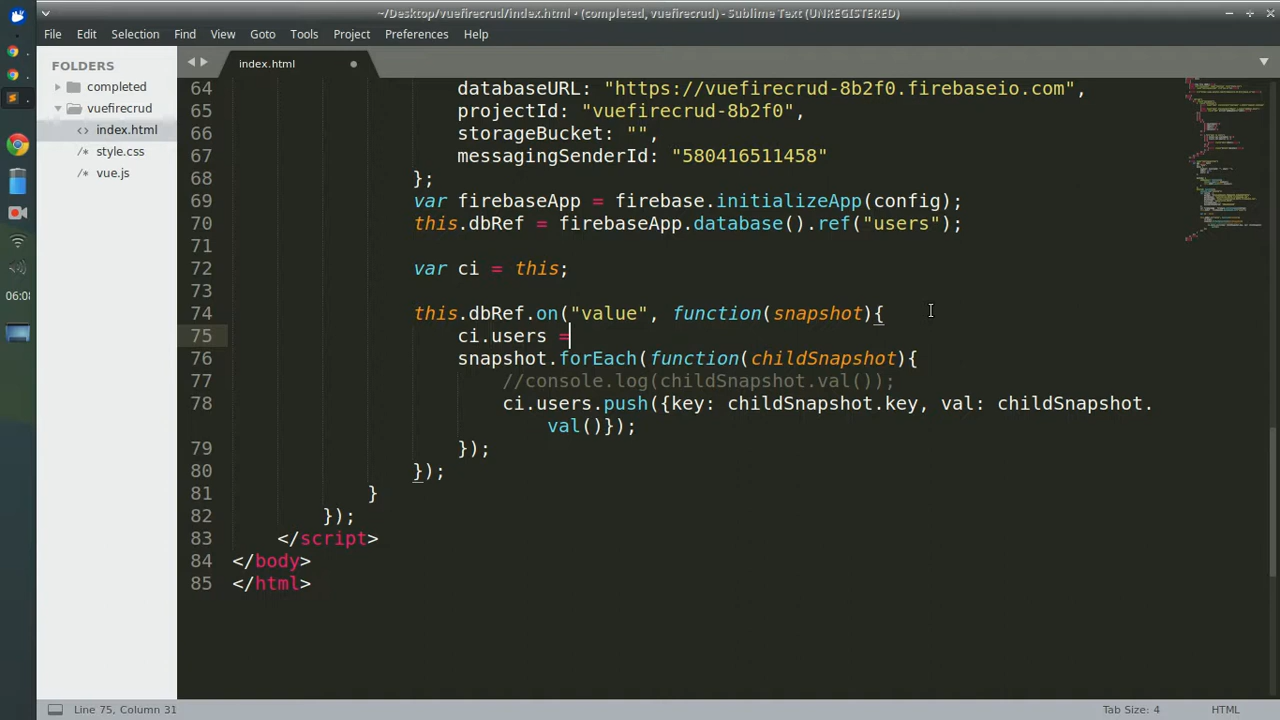 ~/Desktop/vuefirecrud/index.html • (completed, vuefirecrud) - Sublime Text (UNREGISTERED)
File Edit Selection Find View Goto Tools Project Preferences Help
FOLDERS
completed
vuefirecrud
<> index.html
/* style.css
/* vue.js
06:08
index.html
64 databaseURL: "https://vuefirecrud-8b2f0.firebaseio.com",
65 projectId: "vuefirecrud-8b2f0",
66 storageBucket: "",
67 messagingSenderId: "580416511458"
68 };
69 var firebaseApp = firebase.initializeApp(config);
70 this.dbRef = firebaseApp.database().ref("users");
71
72 var ci = this;
73
74 this.dbRef.on("value", function(snapshot){
75 ci.users =
76 snapshot.forEach(function(childSnapshot){
77 //console.log(childSnapshot.val());
78 ci.users.push({key: childSnapshot.key, val: childSnapshot.
val()});
79 });
80 });
81 }
82 });
83 </script>
84 </body>
85 </html>
Line 75, Column 31
Tab Size: 4
HTML